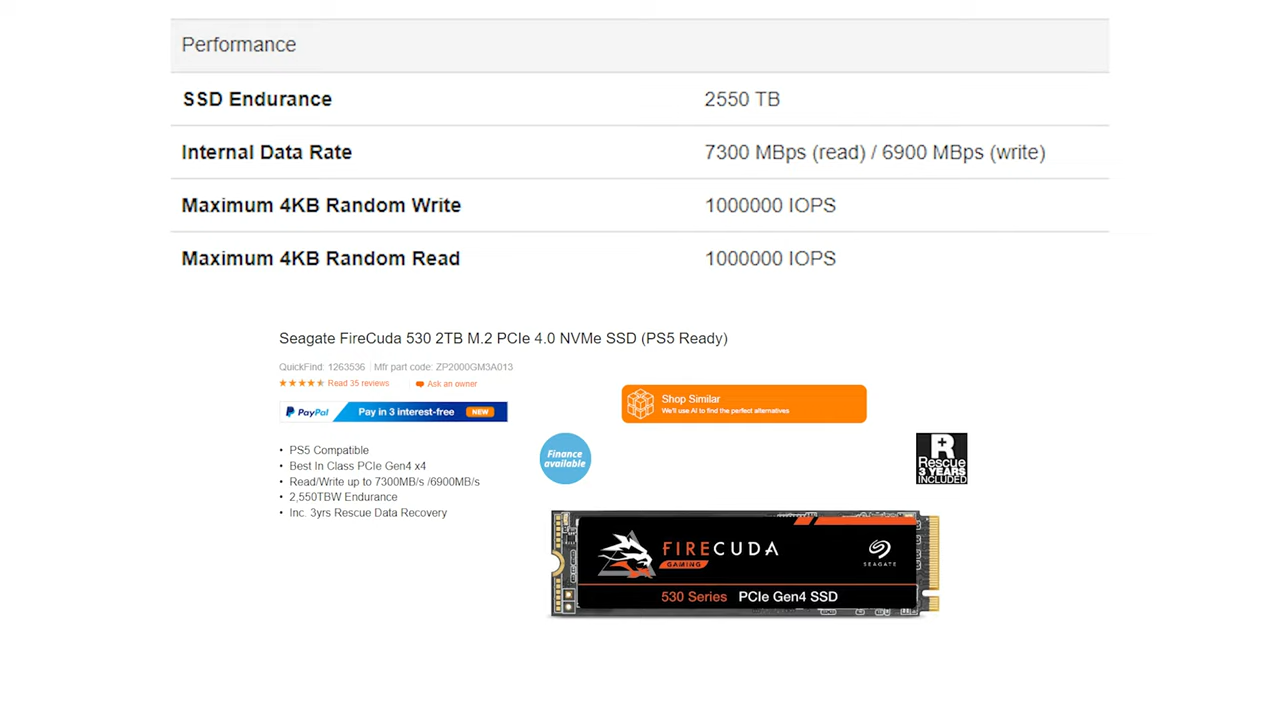 Performance
SSD Endurance 2550 TB
Internal Data Rate 7300 MBps (read) / 6900 MBps (write)
Maximum 4KB Random Write 1000000 IOPS
Maximum 4KB Random Read 1000000 IOPS
Seagate FireCuda 530 2TB M.2 PCIe 4.0 NVMe SSD (PS5 Ready)
QuickFind: 1263536 Mfr part code: ZP2000GM3A013
Read 35 reviews Ask an owner
PayPal Pay in 3 interest-free NEW
Shop Similar
We'll use AI to find the perfect alternatives
• PS5 Compatible
• Best In Class PCIe Gen4 x4
• Read/Write up to 7300MB/s /6900MB/s
• 2,550TBW Endurance
• Inc. 3yrs Rescue Data Recovery
Finance
available
R
Rescue
3 YEARS
INCLUDED
FIRECUDA
GAMING
SEAGATE
530 Series PCIe Gen4 SSD